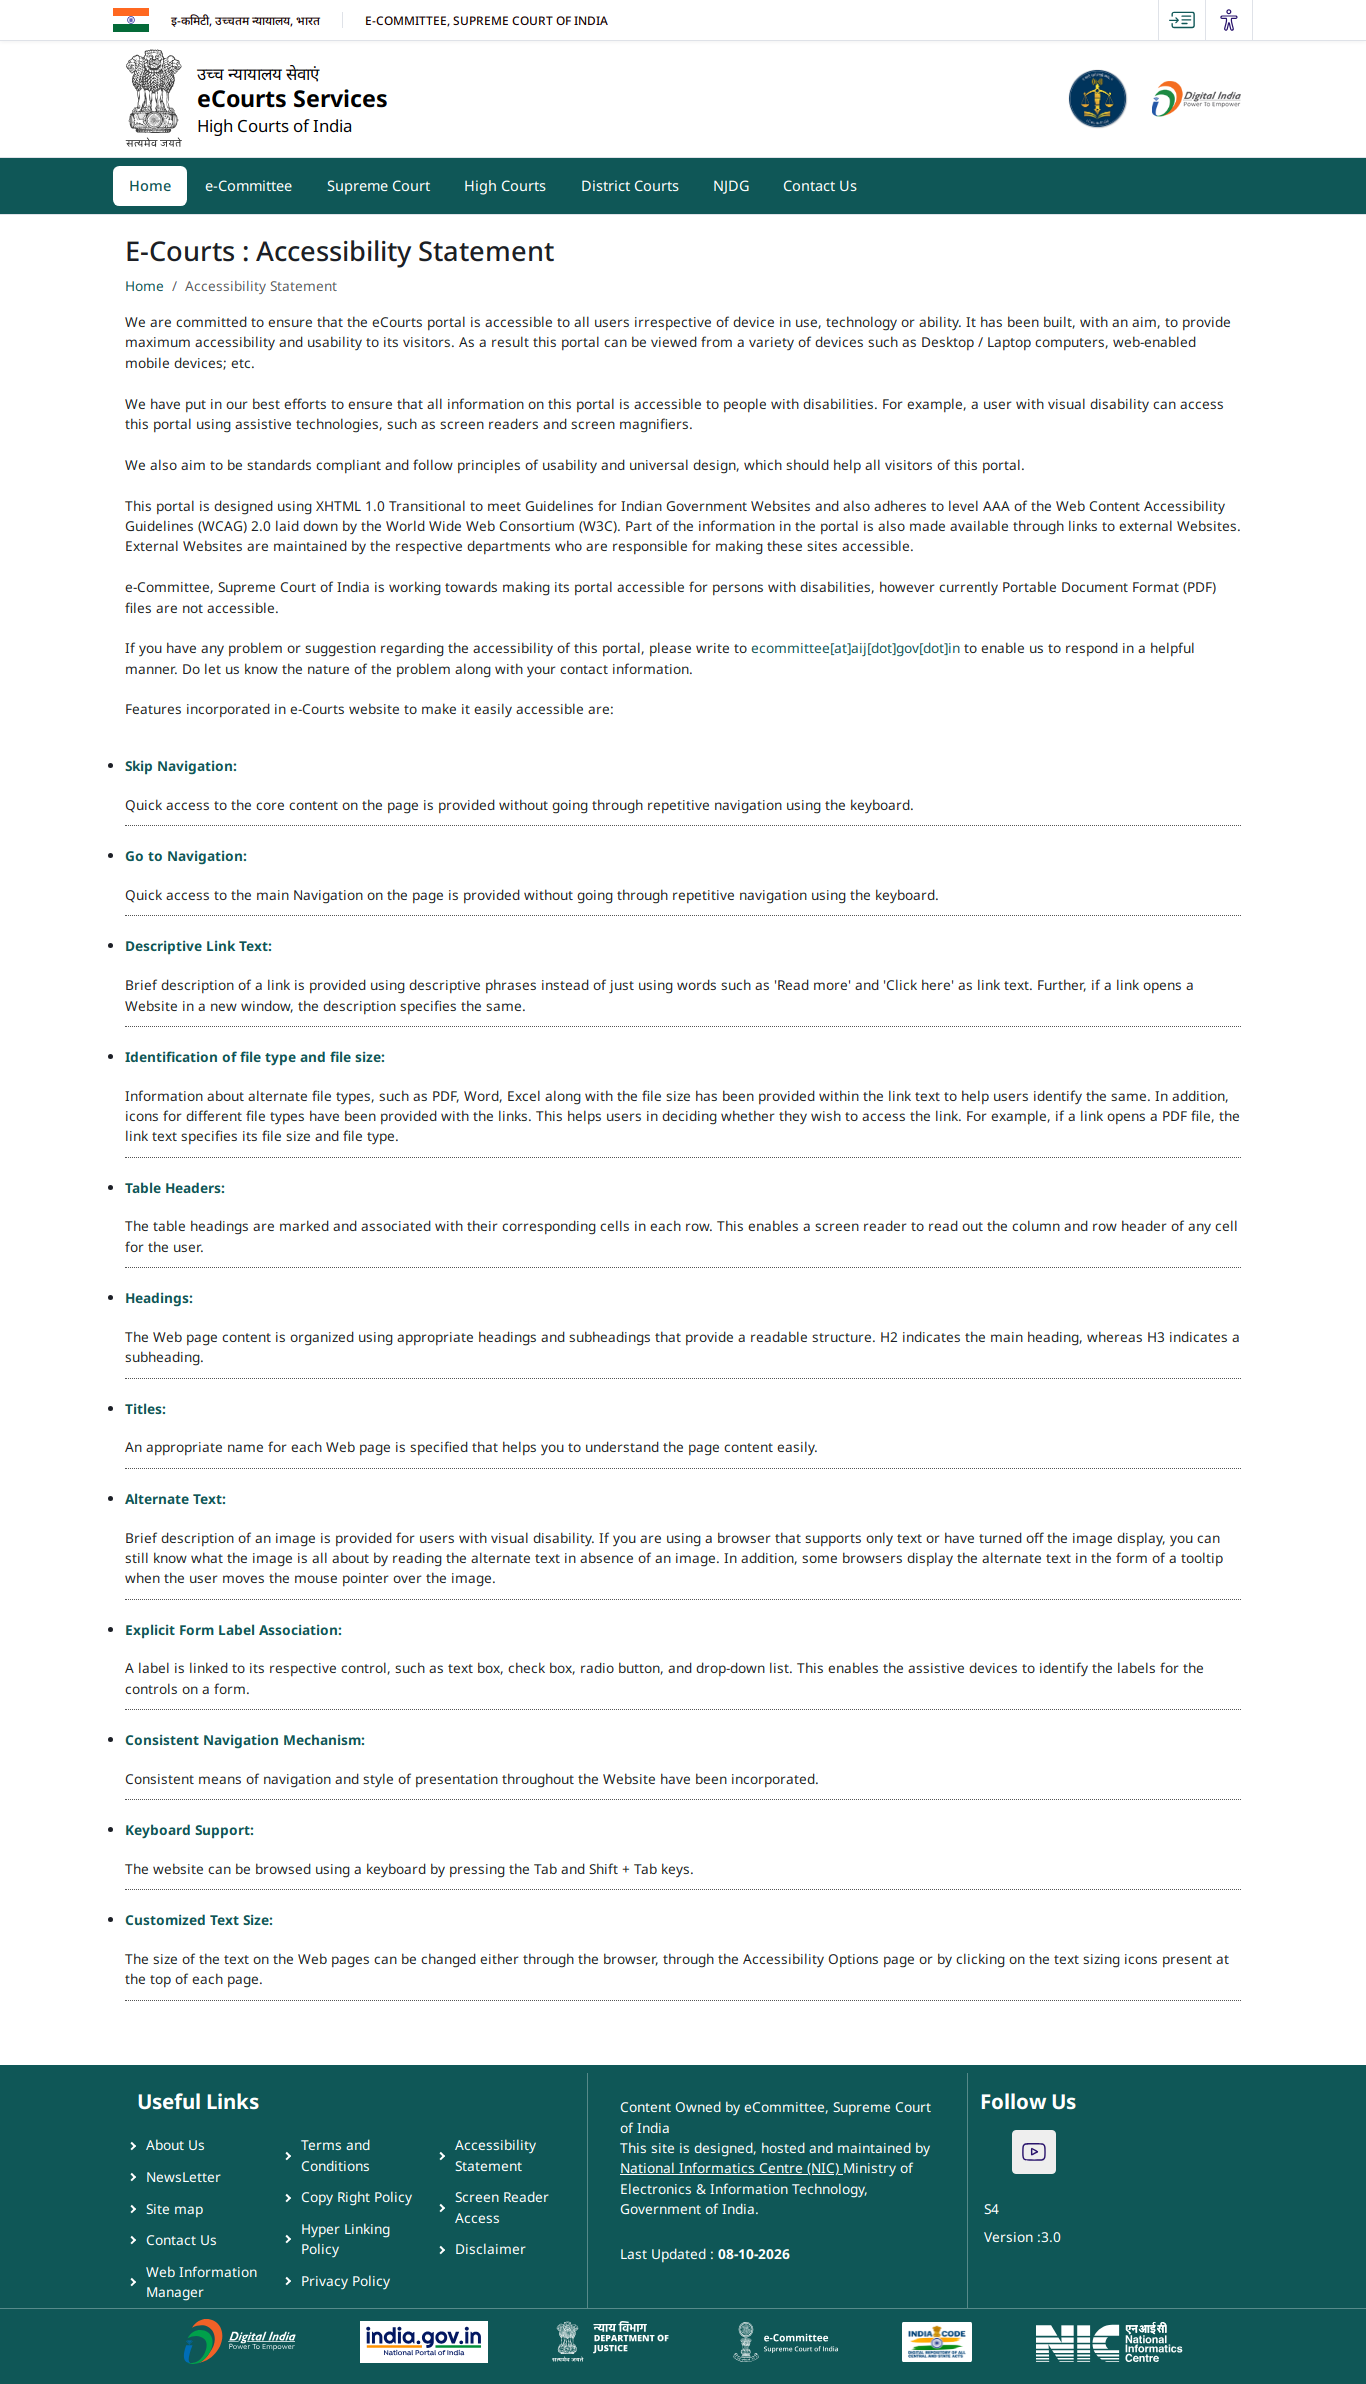 इ-कमिटी, उच्चतम न्यायालय, भारत
E-COMMITTEE, SUPREME COURT OF INDIA
सत्यमेव जयते
उच्च न्यायालय सेवाएं
eCourts Services
High Courts of India
Digital India
Power To Empower
Home
e-Committee
Supreme Court
High Courts
District Courts
NJDG
Contact Us
E-Courts : Accessibility Statement
Home / Accessibility Statement
We are committed to ensure that the eCourts portal is accessible to all users irrespective of device in use, technology or ability. It has been built, with an aim, to provide
maximum accessibility and usability to its visitors. As a result this portal can be viewed from a variety of devices such as Desktop / Laptop computers, web-enabled
mobile devices; etc.
We have put in our best efforts to ensure that all information on this portal is accessible to people with disabilities. For example, a user with visual disability can access
this portal using assistive technologies, such as screen readers and screen magnifiers.
We also aim to be standards compliant and follow principles of usability and universal design, which should help all visitors of this portal.
This portal is designed using XHTML 1.0 Transitional to meet Guidelines for Indian Government Websites and also adheres to level AAA of the Web Content Accessibility
Guidelines (WCAG) 2.0 laid down by the World Wide Web Consortium (W3C). Part of the information in the portal is also made available through links to external Websites.
External Websites are maintained by the respective departments who are responsible for making these sites accessible.
e-Committee, Supreme Court of India is working towards making its portal accessible for persons with disabilities, however currently Portable Document Format (PDF)
files are not accessible.
If you have any problem or suggestion regarding the accessibility of this portal, please write to ecommittee[at]aij[dot]gov[dot]in to enable us to respond in a helpful
manner. Do let us know the nature of the problem along with your contact information.
Features incorporated in e-Courts website to make it easily accessible are:
• Skip Navigation:
Quick access to the core content on the page is provided without going through repetitive navigation using the keyboard.
• Go to Navigation:
Quick access to the main Navigation on the page is provided without going through repetitive navigation using the keyboard.
• Descriptive Link Text:
Brief description of a link is provided using descriptive phrases instead of just using words such as 'Read more' and 'Click here' as link text. Further, if a link opens a
Website in a new window, the description specifies the same.
• Identification of file type and file size:
Information about alternate file types, such as PDF, Word, Excel along with the file size has been provided within the link text to help users identify the same. In addition,
icons for different file types have been provided with the links. This helps users in deciding whether they wish to access the link. For example, if a link opens a PDF file, the
link text specifies its file size and file type.
• Table Headers:
The table headings are marked and associated with their corresponding cells in each row. This enables a screen reader to read out the column and row header of any cell
for the user.
• Headings:
The Web page content is organized using appropriate headings and subheadings that provide a readable structure. H2 indicates the main heading, whereas H3 indicates a
subheading.
• Titles:
An appropriate name for each Web page is specified that helps you to understand the page content easily.
• Alternate Text:
Brief description of an image is provided for users with visual disability. If you are using a browser that supports only text or have turned off the image display, you can
still know what the image is all about by reading the alternate text in absence of an image. In addition, some browsers display the alternate text in the form of a tooltip
when the user moves the mouse pointer over the image.
• Explicit Form Label Association:
A label is linked to its respective control, such as text box, check box, radio button, and drop-down list. This enables the assistive devices to identify the labels for the
controls on a form.
• Consistent Navigation Mechanism:
Consistent means of navigation and style of presentation throughout the Website have been incorporated.
• Keyboard Support:
The website can be browsed using a keyboard by pressing the Tab and Shift + Tab keys.
• Customized Text Size:
The size of the text on the Web pages can be changed either through the browser, through the Accessibility Options page or by clicking on the text sizing icons present at
the top of each page.
Useful Links
About Us
NewsLetter
Site map
Contact Us
Web Information
Manager
Terms and
Conditions
Copy Right Policy
Hyper Linking
Policy
Privacy Policy
Accessibility
Statement
Screen Reader
Access
Disclaimer
Content Owned by eCommittee, Supreme Court
of India
This site is designed, hosted and maintained by
National Informatics Centre (NIC) Ministry of
Electronics & Information Technology,
Government of India.
Last Updated : 08-10-2026
Follow Us
S4
Version :3.0
Digital India
Power To Empower
india.gov.in
National Portal of India
सत्यमेव जयते
न्याय विभाग
DEPARTMENT OF
JUSTICE
e-Committee
Supreme Court of India
INDIA CODE
DIGITAL REPOSITORY OF ALL
CENTRAL AND STATE ACTS
NIC
एनआईसी
National
Informatics
Centre